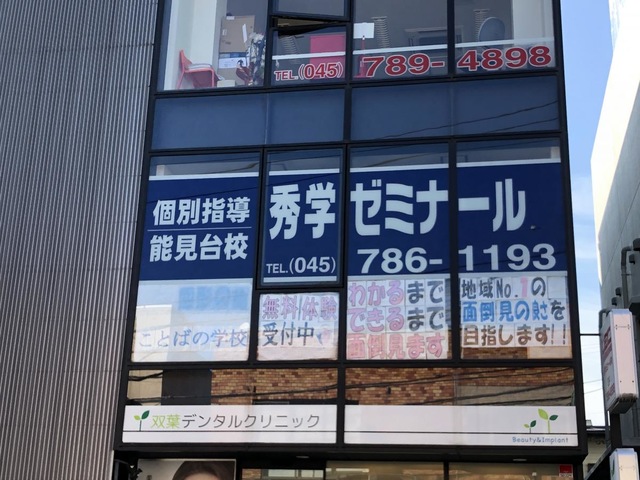 TEL.(045) 789-4898
個別指導
能見台校
秀学ゼミナール
TEL.(045) 786-1193
ことばの学校
無料体験
受付中
わかるまで
できるまで
面倒見ます
地域No.1の
面倒見の良さを
目指します!!
双葉デンタルクリニック
Beauty&Implant